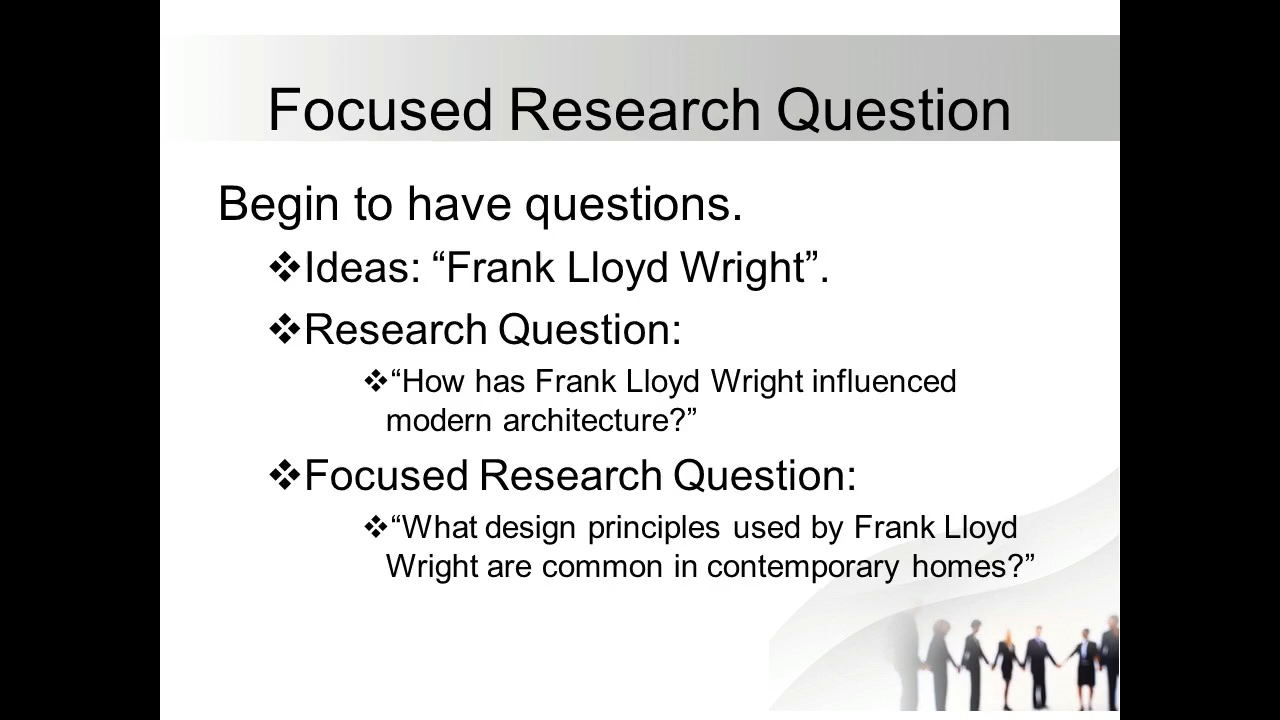 Focused Research Question
Begin to have questions.
❖Ideas: “Frank Lloyd Wright”.
❖Research Question:
❖“How has Frank Lloyd Wright influenced
modern architecture?”
❖Focused Research Question:
❖“What design principles used by Frank Lloyd
Wright are common in contemporary homes?”